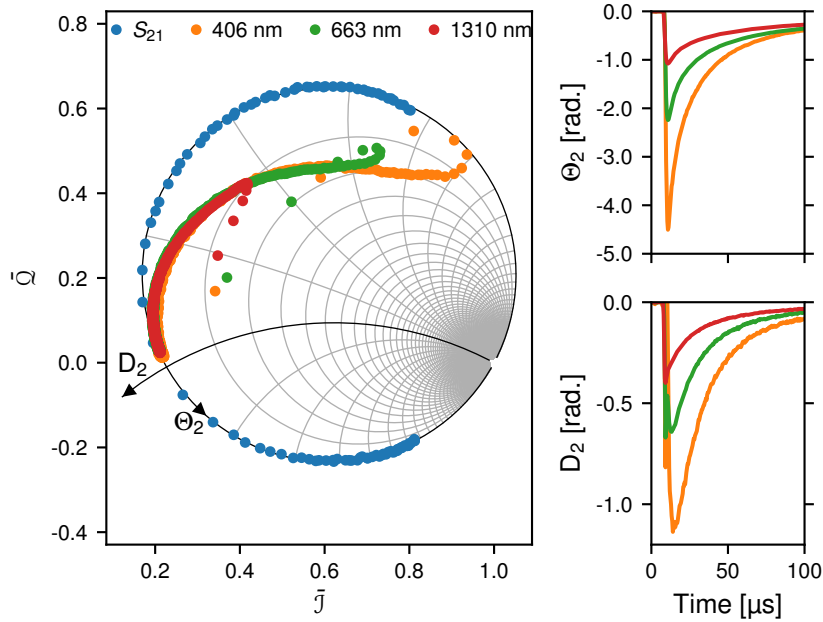 S₂₁ 406 nm 663 nm 1310 nm
0.8
0.6
0.4
0.2
0.0
-0.2
-0.4
Q̄
D₂
Θ₂
0.2 0.4 0.6 0.8 1.0
Ī
0.0
-1.0
-2.0
-3.0
-4.0
-5.0
Θ₂ [rad.]
0.0
-0.5
-1.0
D₂ [rad.]
0 50 100
Time [µs]